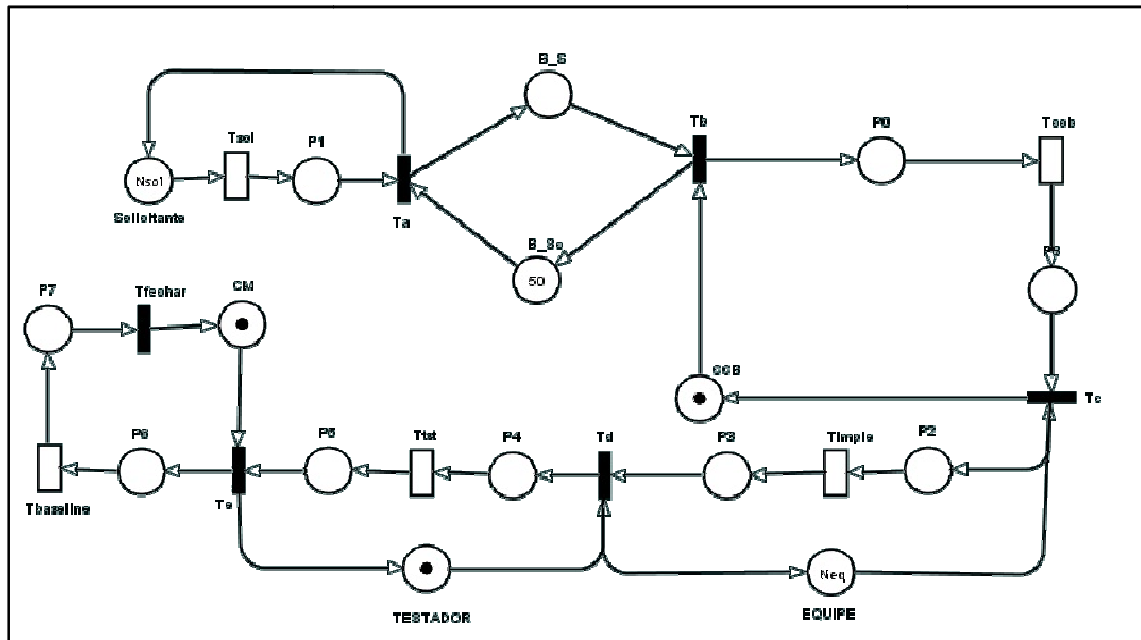 B_S
Tsol
P1
Tb
P0
Tccb
Nsol
Solicitante
Ta
B_Se
50
P7
Tfechar
CM
CCB
Tc
P6
P5
Ttst
P4
Td
P3
Timple
P2
Tbaseline
Te
TESTADOR
Neq
EQUIPE